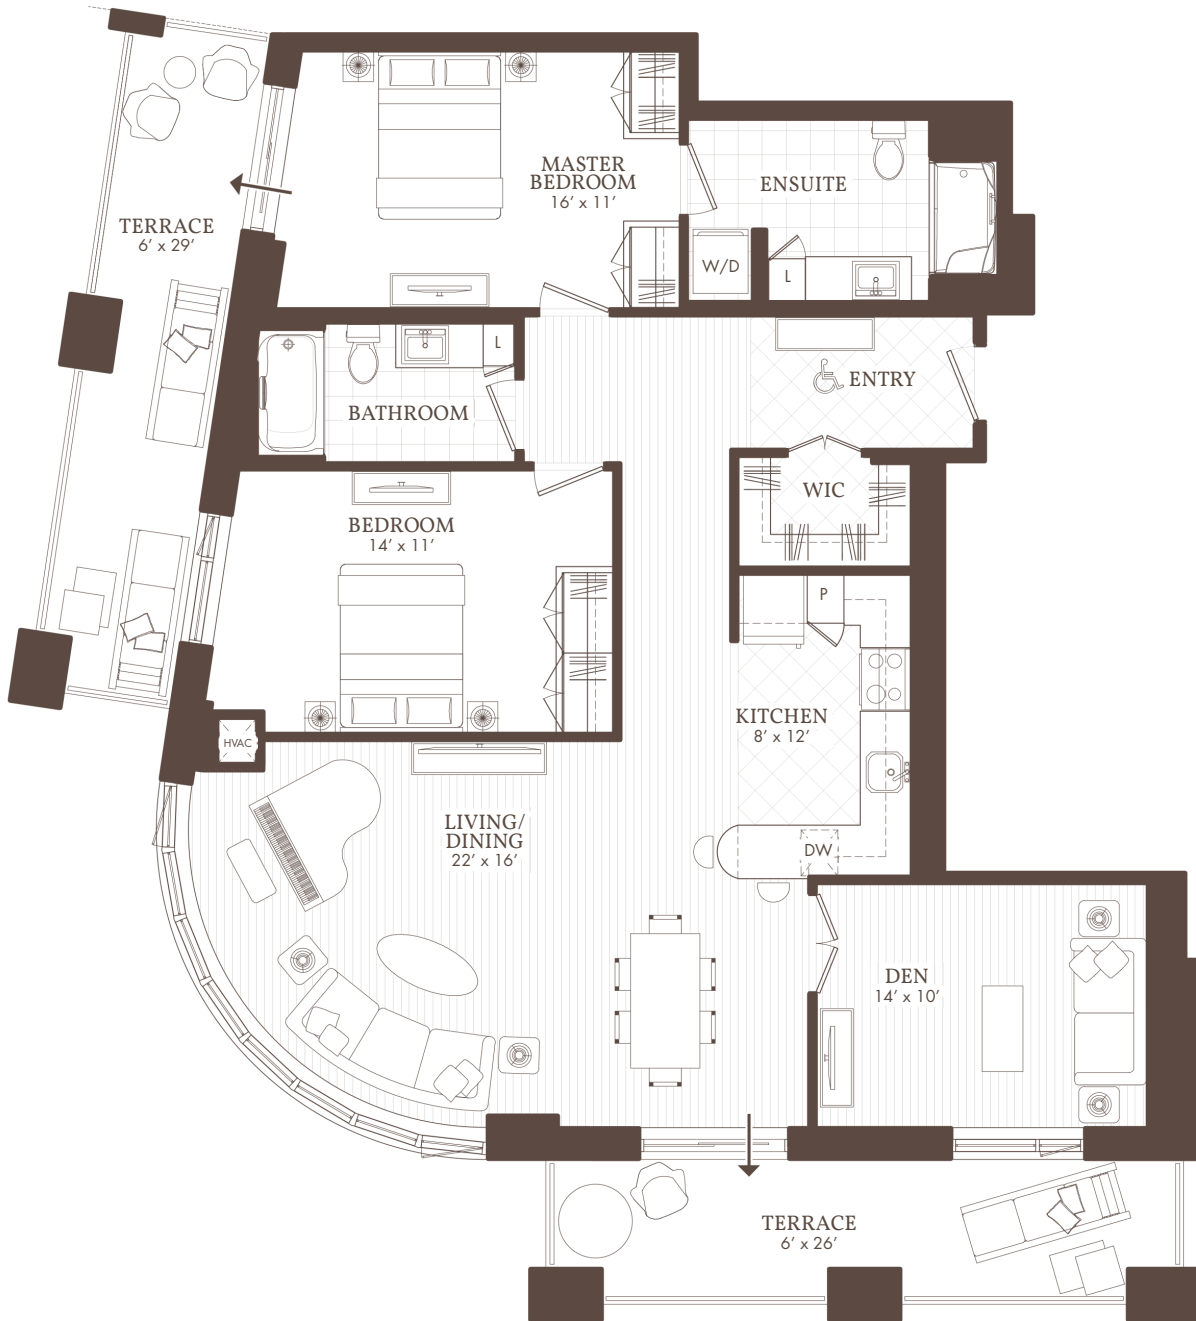 MASTER
BEDROOM
16’ x 11’
ENSUITE
TERRACE
6’ x 29’
W/D
L
L
ENTRY
BATHROOM
WIC
BEDROOM
14’ x 11’
P
KITCHEN
8’ x 12’
HVAC
LIVING/
DINING
22’ x 16’
DW
DEN
14’ x 10’
TERRACE
6’ x 26’